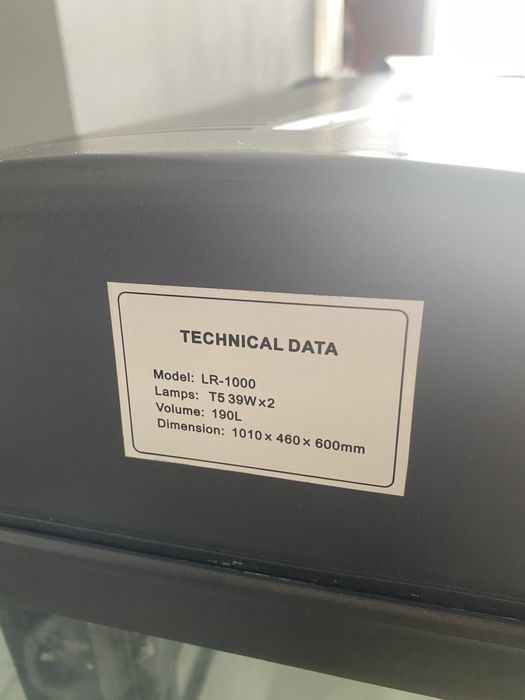 TECHNICAL DATA
Model: LR-1000
Lamps: T5 39W×2
Volume: 190L
Dimension: 1010 × 460 × 600mm